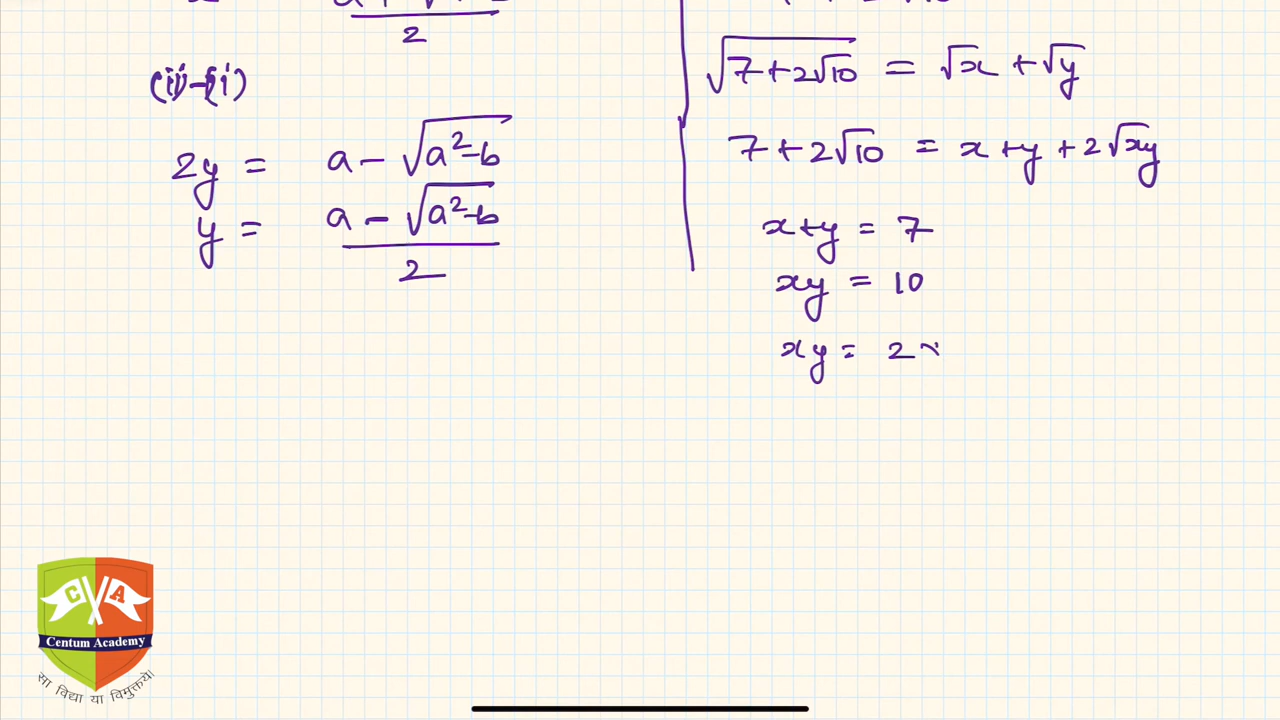 2
(ii)-(i)
2y = a - √(a²-b)
y = a - √(a²-b)
2
√(7+2√10) = √x + √y
7+2√10 = x+y+2√xy
x+y = 7
xy = 10
xy = 2×
C A
Centum Academy
सा विद्या या विमुक्तये।